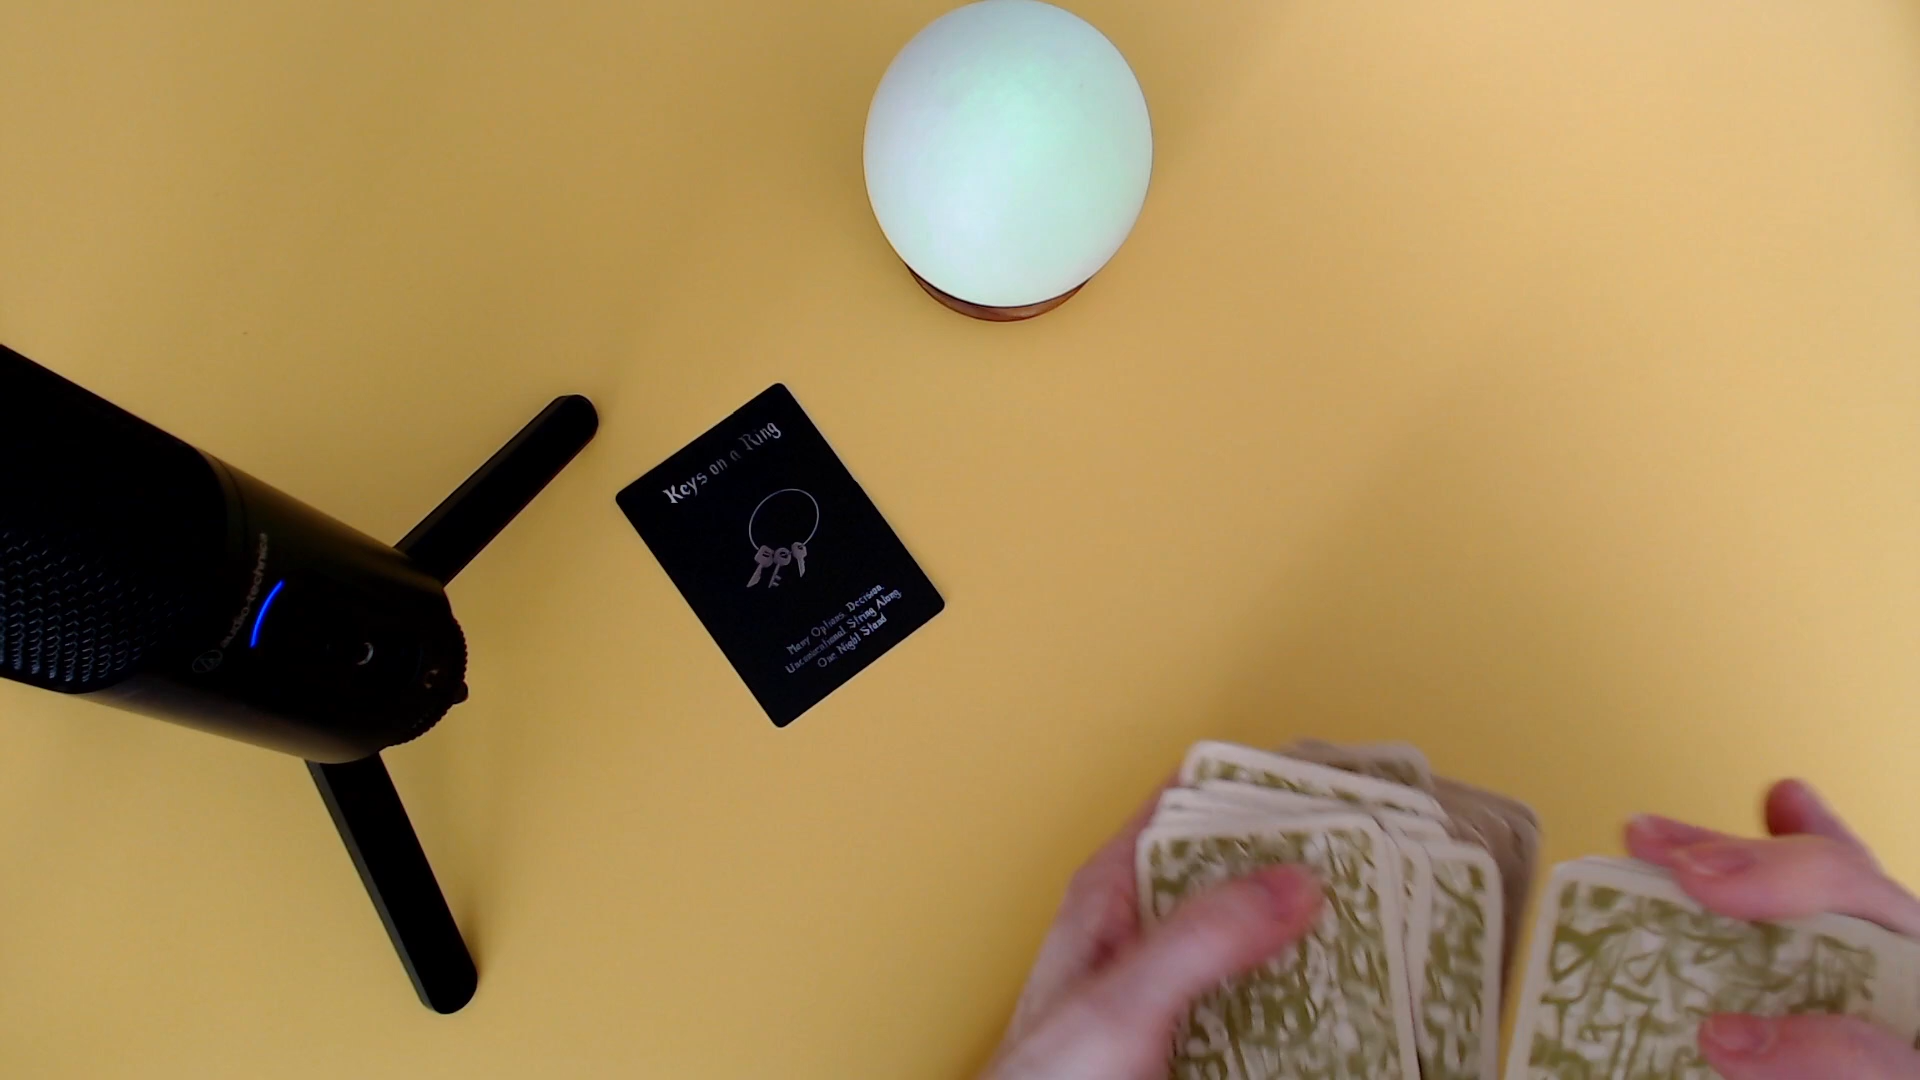 Keys on a Ring
Many Options. Decision.
Unconventional. String Along.
One Night Stand
audio-technica